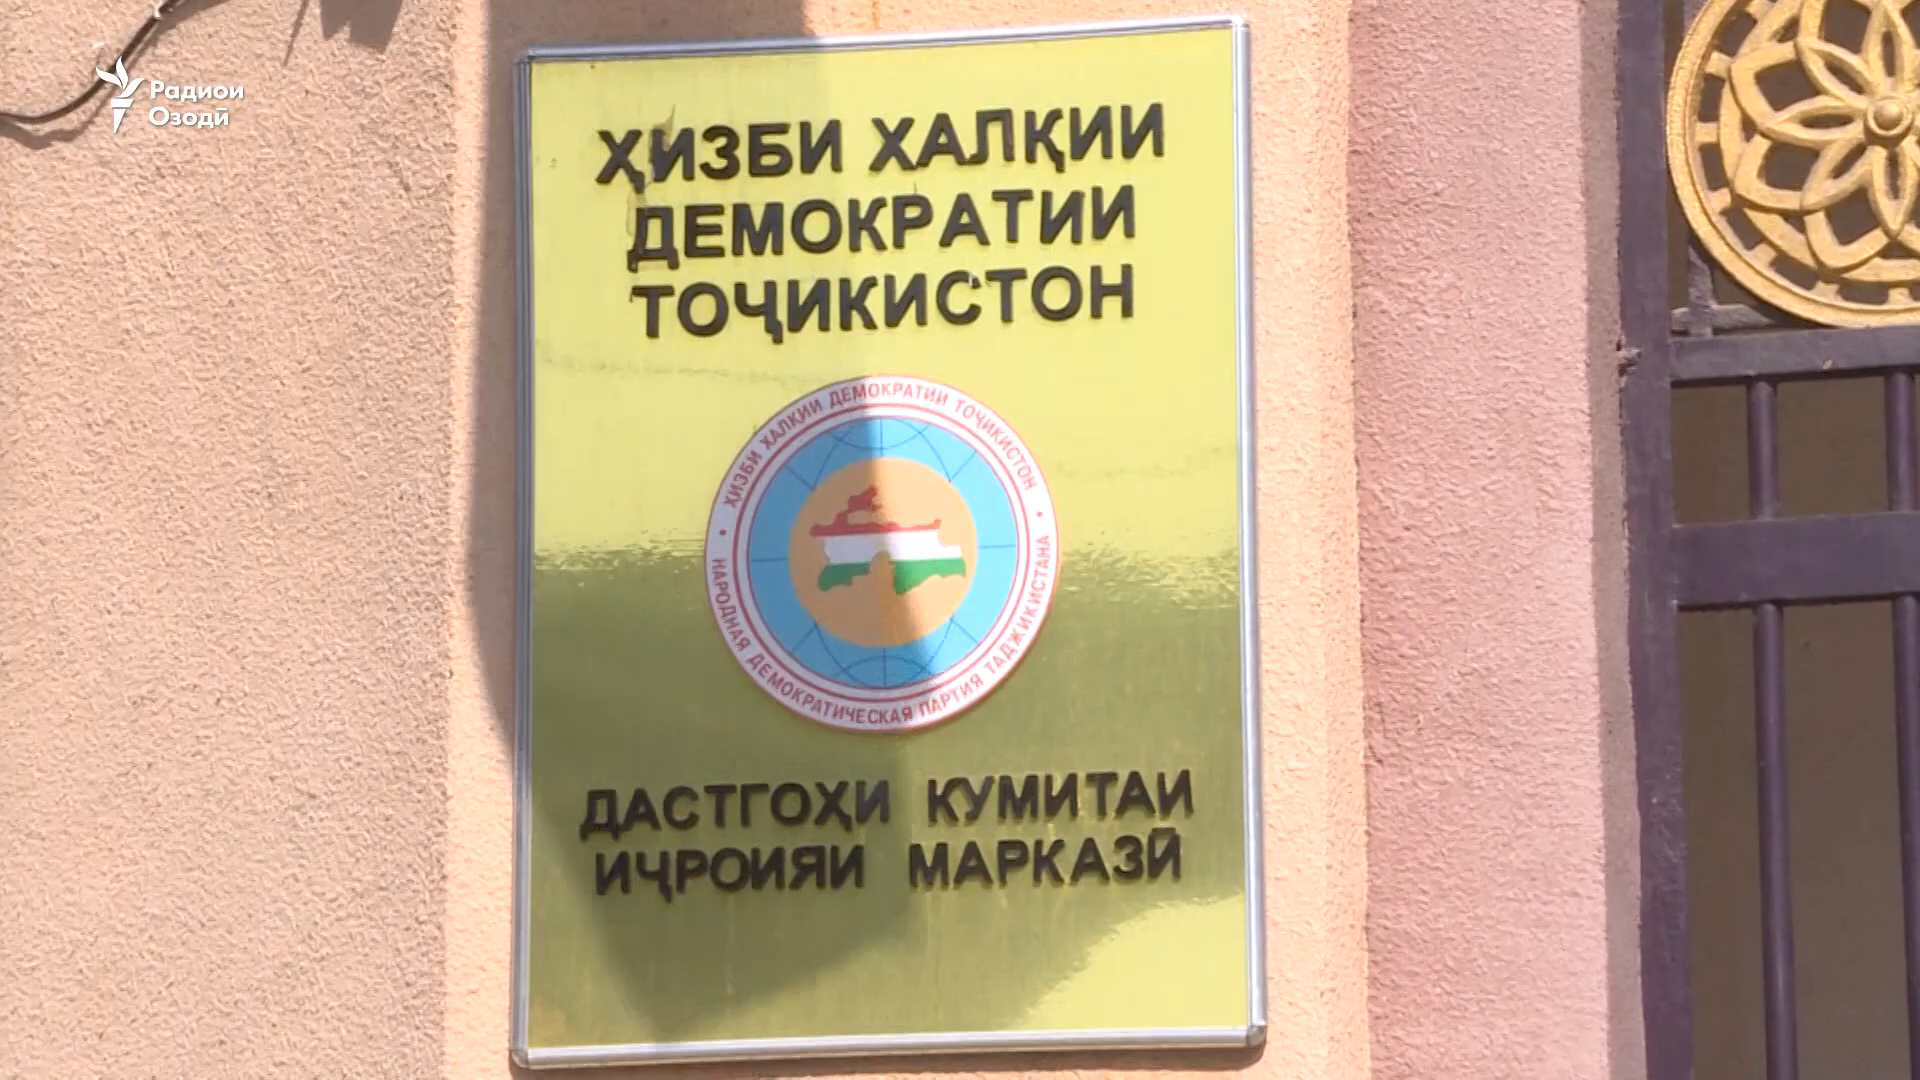 Радиои
Озодӣ
ҲИЗБИ ХАЛҚИИ
ДЕМОКРАТИИ
ТОҶИКИСТОН
ҲИЗБИ ХАЛҚИИ ДЕМОКРАТИИ ТОҶИКИСТОН
НАРОДНАЯ ДЕМОКРАТИЧЕСКАЯ ПАРТИЯ ТАДЖИКИСТАНА
ДАСТГОҲИ КУМИТАИ
ИҶРОИЯИ МАРКАЗӢ